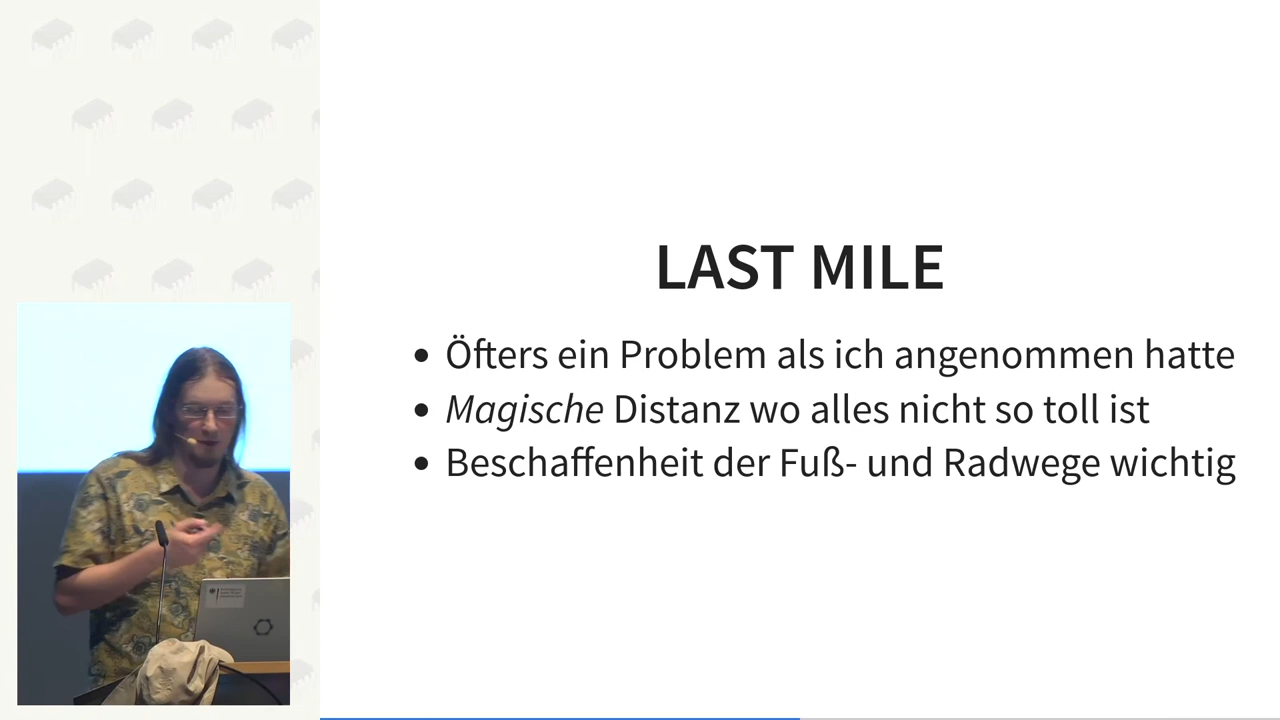 LAST MILE
Öfters ein Problem als ich angenommen hatte
Magische Distanz wo alles nicht so toll ist
Beschaffenheit der Fuß- und Radwege wichtig